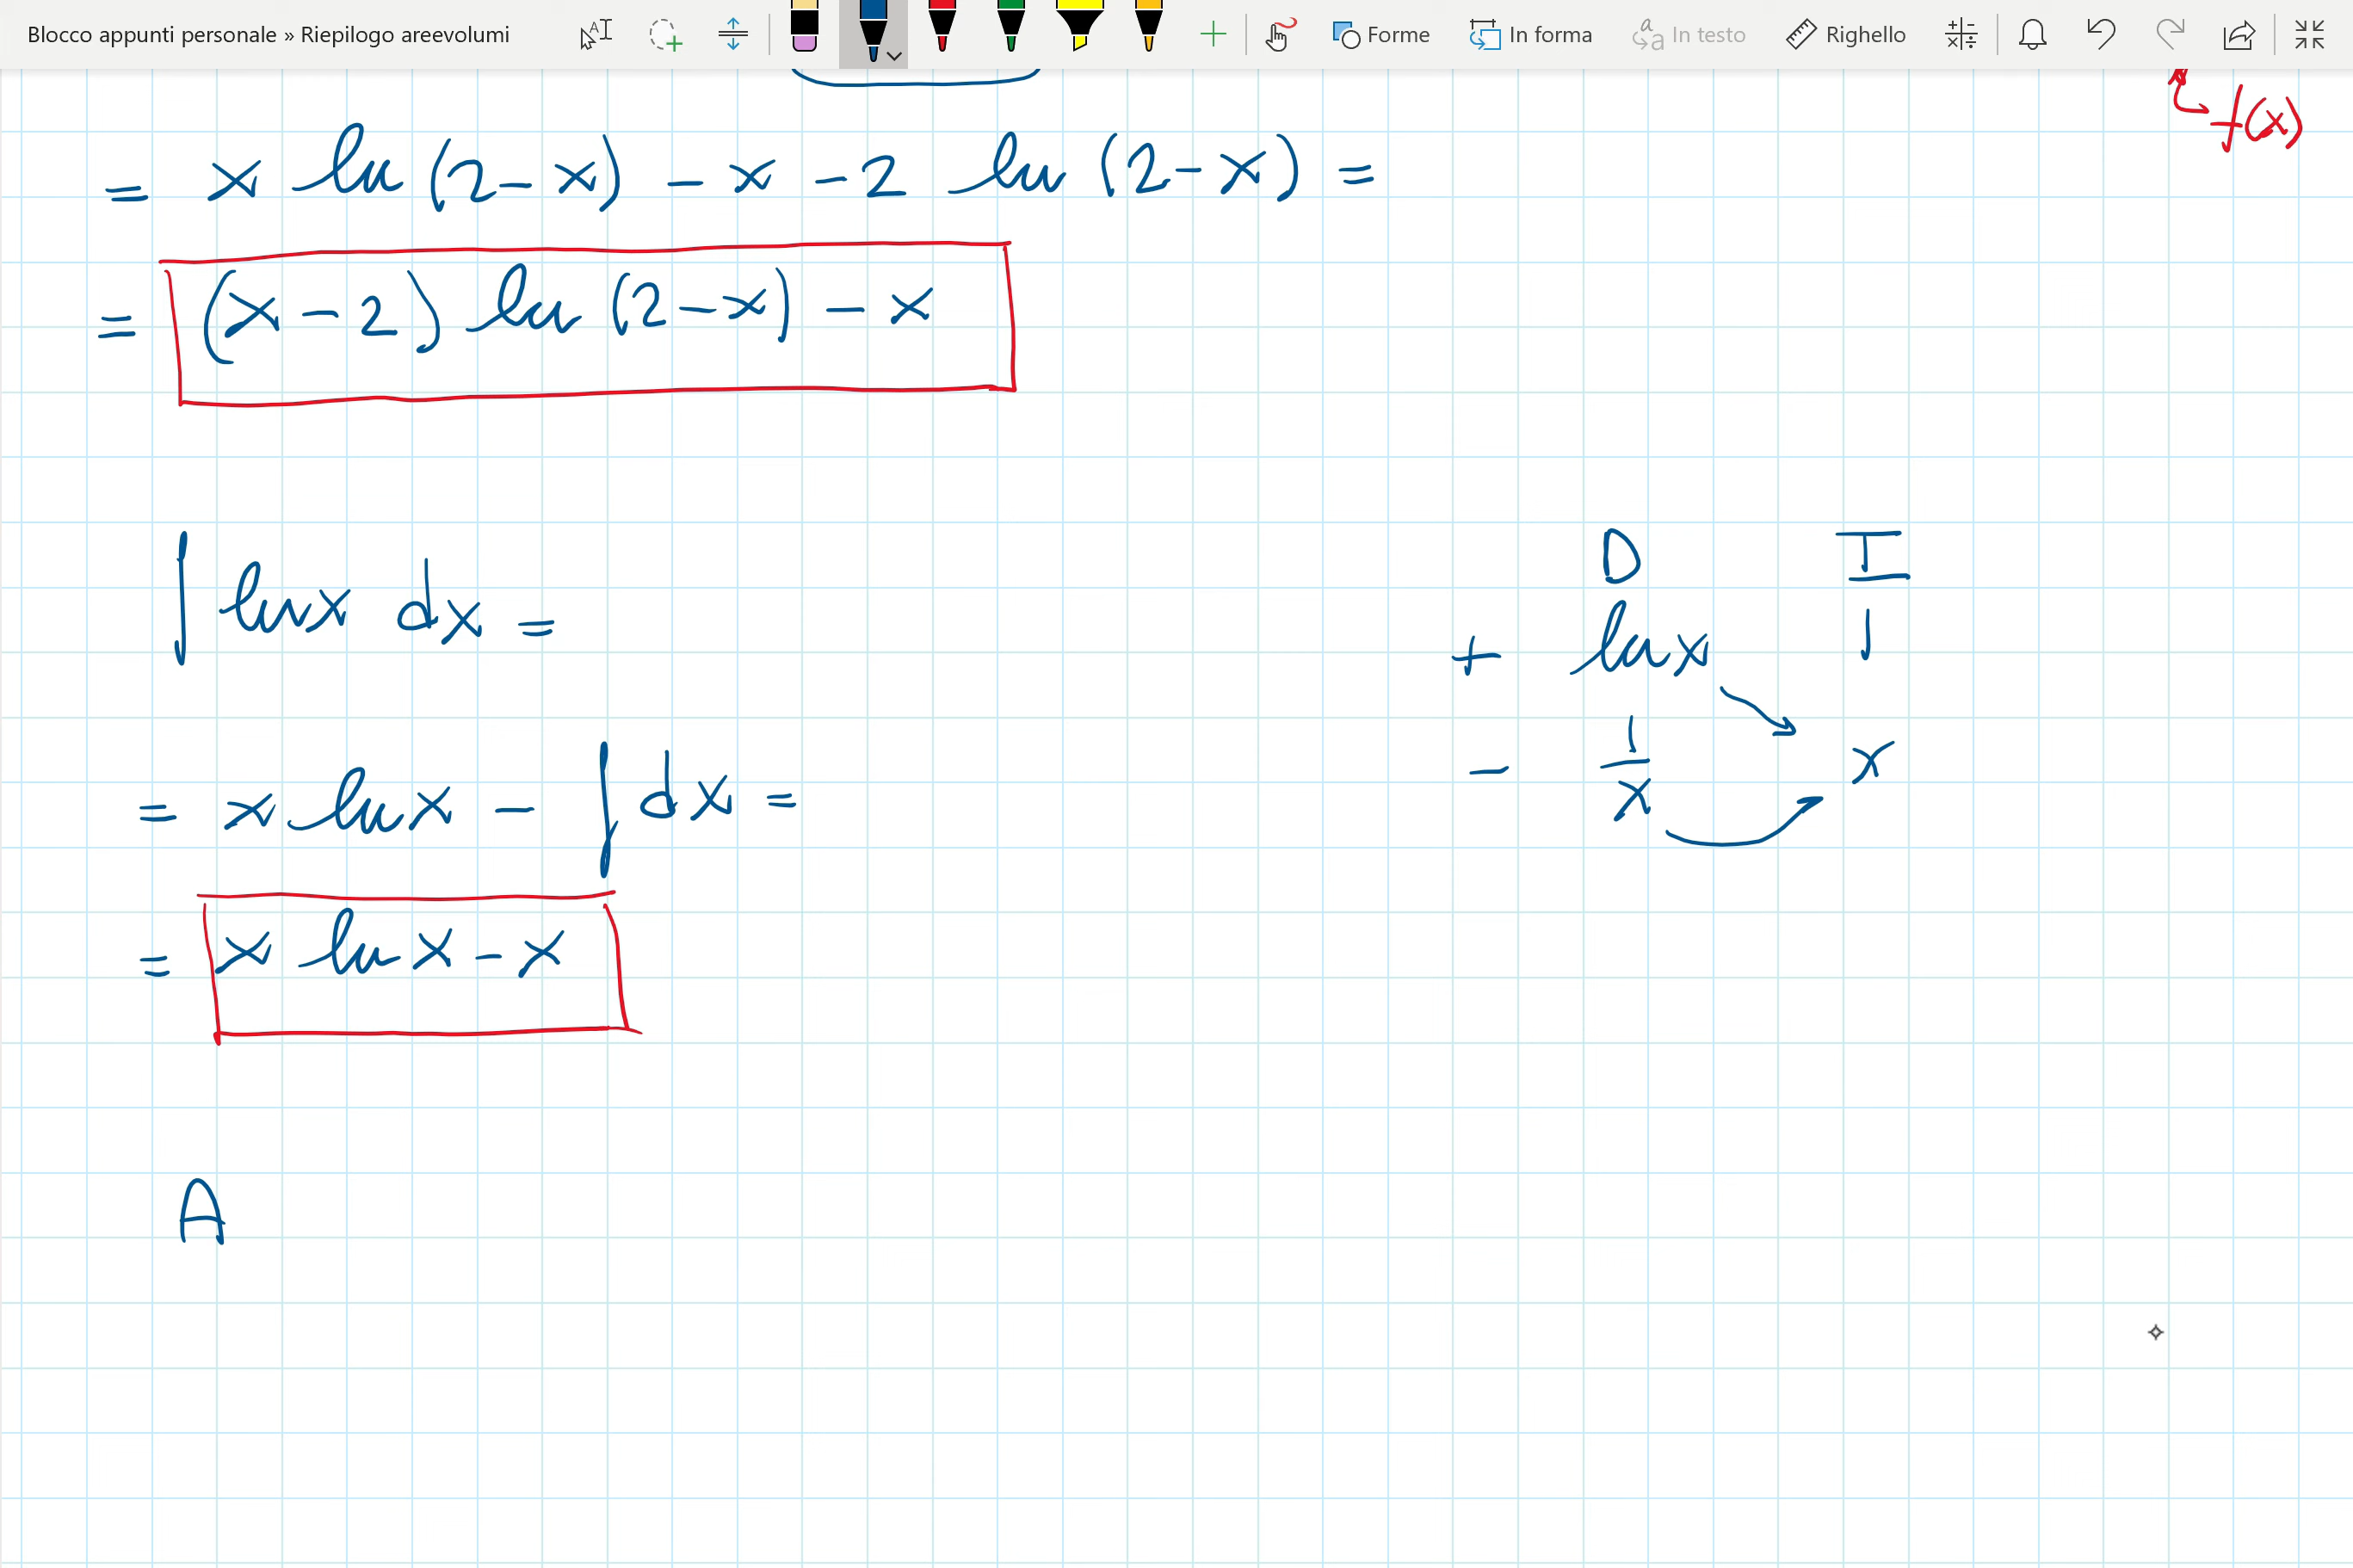 Blocco appunti personale » Riepilogo areevolumi Forme In forma In testo Righello
f(x)
= x ln (2-x) - x - 2 ln (2-x) =
= (x-2) ln (2-x) - x
∫ ln x dx =
D I
+ ln x 1
- 1/x x
= x ln x - ∫ dx =
= x ln x - x
A